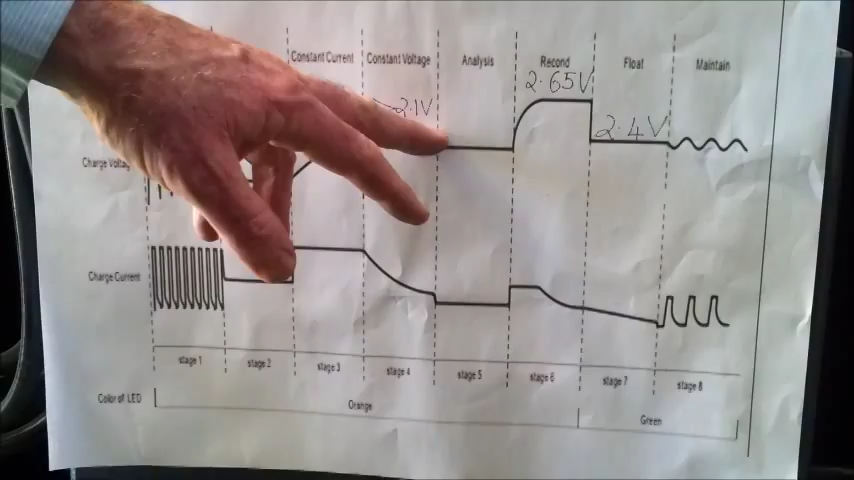 Constant Current Constant Voltage Analysis Recond Float Maintain
2.65V
2.1V
2.4V
Charge Voltag
Charge Current
stage 1 stage 2 stage 3 stage 4 stage 5 stage 6 stage 7 stage 8
Color of LED
Orange
Green